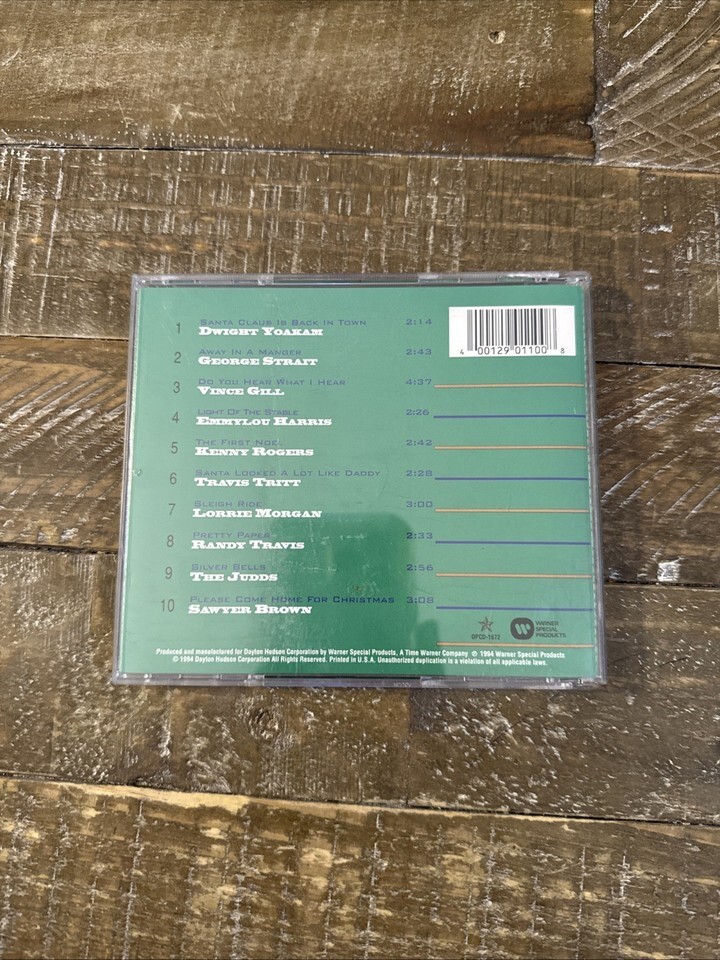 1 Santa Claus Is Back In Town 2:14
Dwight Yoakam
2 Away In A Manger 2:43
George Strait
3 Do You Hear What I Hear 4:37
Vince Gill
4 Light Of The Stable 2:26
Emmylou Harris
5 The First Noel 2:42
Kenny Rogers
6 Santa Looked A Lot Like Daddy 2:28
Travis Tritt
7 Sleigh Ride 3:00
Lorrie Morgan
8 Pretty Paper 2:33
Randy Travis
9 Silver Bells 2:56
The Judds
10 Please Come Home For Christmas 3:08
Sawyer Brown
4 00129 01100 8
OPCD-1672
WARNER
SPECIAL
PRODUCTS
Produced and manufactured for Dayton Hudson Corporation by Warner Special Products, A Time Warner Company ℗ 1994 Warner Special Products
© 1994 Dayton Hudson Corporation All Rights Reserved. Printed in U.S.A. Unauthorized duplication is a violation of all applicable laws.